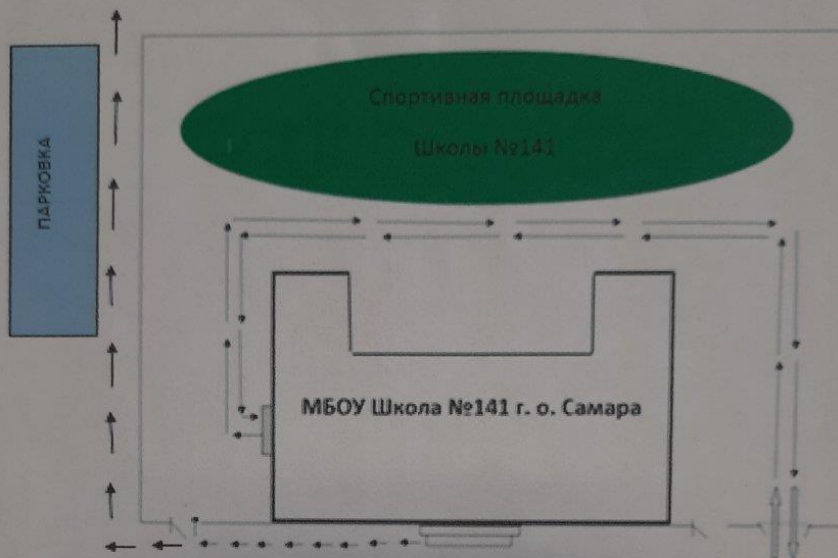 Спортивная площадка
Школы №141
ПАРКОВКА
МБОУ Школа №141 г. о. Самара